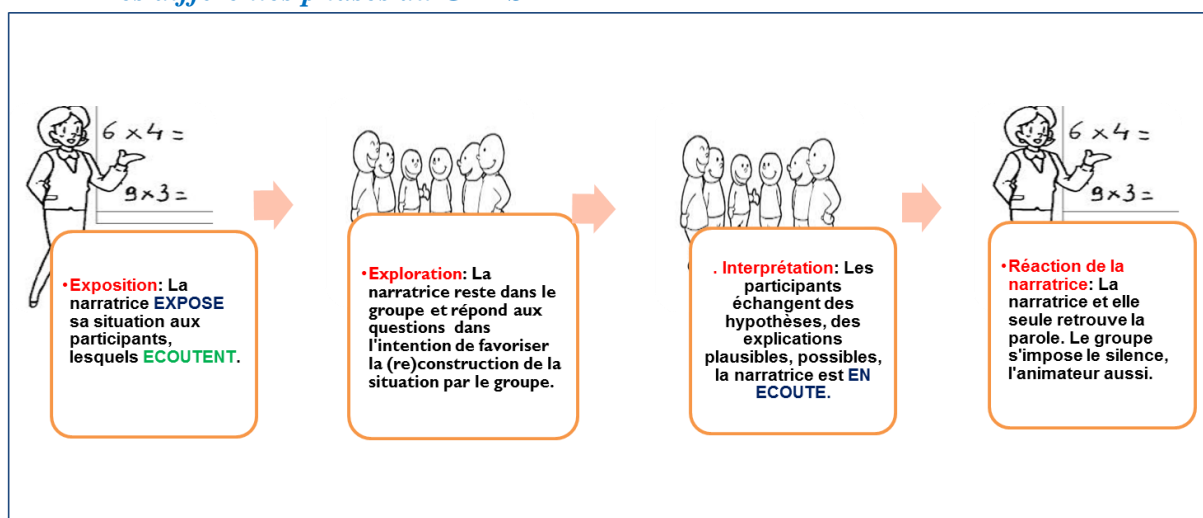 6 × 4 =
9 × 3 =
•Exposition: La
narratrice EXPOSE
sa situation aux
participants,
lesquels ECOUTENT.
•Exploration: La
narratrice reste dans le
groupe et répond aux
questions dans
l'intention de favoriser
la (re)construction de la
situation par le groupe.
. Interprétation: Les
participants
échangent des
hypothèses, des
explications
plausibles, possibles,
la narratrice est EN
ECOUTE.
6 × 4 =
9 × 3 =
•Réaction de la
narratrice: La
narratrice et elle
seule retrouve la
parole. Le groupe
s'impose le silence,
l'animateur aussi.